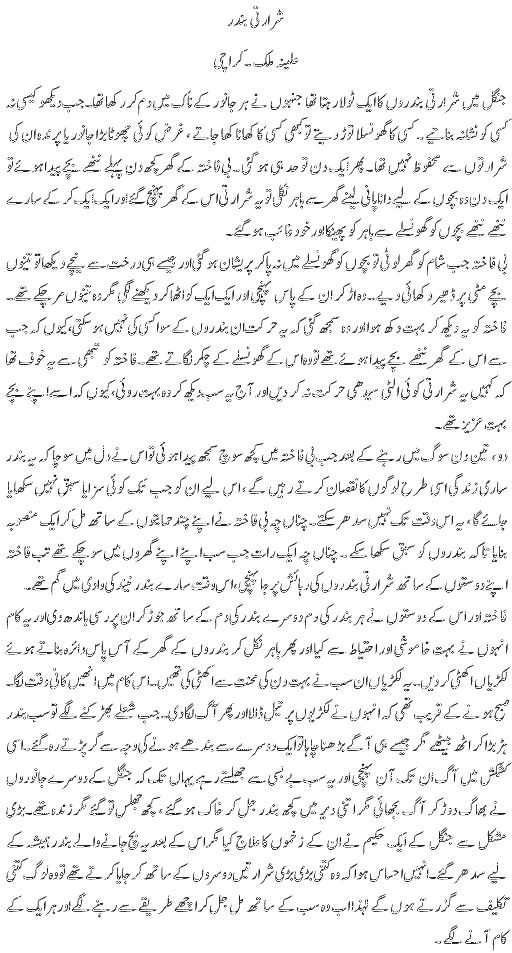 شرارتی بندر
علینہ ملک۔۔کراچی
جنگل میں شرارتی بندروں کا ایک ٹولا رہتا تھا جنہوں نے ہر جانور کے ناک میں دم کر رکھا تھا۔ جب دیکھو کسی نہ
کسی کو نشانہ بنا تے۔۔ کسی کا گھونسلا توڑ دیتے تو کبھی کسی کا کھانا کھا جاتے ، غرض کوئی چھوٹا بڑا جانور یا پرندہ ان کی
شرارتوں سے محفوظ نہیں تھا۔ پھر ایک دن تو حد ہی ہو گئی۔۔ بی فاختہ کے گھر کچھ دن پہلے ننھے بچے پیدا ہوئے تو
ایک دن وہ بچوں کے لیے دانا پانی لینے گھر سے باہر نکلی تو یہ شرارتی اس کے گھر پہنچ گئے اور ایک ایک کر کے سارے
ننھے ننھے بچوں کو گھونسلے سے باہر کو پھینکا اور خود غائب ہو گئے۔
بی فاختہ جب شام کو گھر لوٹی تو بچوں کو گھونسلے میں نہ پا کر پریشان ہو گئی اور جیسے ہی درخت سے نیچے دیکھا تو تینوں
بچے مٹی پر ڈھیر دکھائی دیے۔۔ وہ اڑ کر ان کے پاس پہنچی اور ایک ایک کو اٹھا کر دیکھنے لگی مگر وہ تینوں مر چکے تھے۔۔
فاختہ کو یہ دیکھ کر بہت دکھ ہوا اور وہ سمجھ گئی کہ یہ حرکت ان بندروں کے سوا کسی کی نہیں ہو سکتی، کیوں کہ جب
سے اس کے گھر ننھے بچے پیدا ہوئے تھے تو وہ اس کے گھونسلے کے چکر لگاتے تھے۔۔ فاختہ کو تبھی سے یہ خوف تھا
کہ کہیں یہ شرارتی کوئی الٹی سیدھی حرکت نہ کر دیں اور آج یہ سب دیکھ کر وہ بہت روئی، کیوں کہ اسے اپنے بچے
بہت عزیز تھے۔
دو ، تین دن سوگ میں رہنے کے بعد جب بی فاختہ میں کچھ سوچ سمجھ پیدا ہوئی تو اس نے دل میں سوچا کہ یہ بندر
ساری زندگی اسی طرح لوگوں کا نقصان کرتے رہیں گے ، اس لیے ان کو جب تک کوئی سزا یا سبق نہیں سکھایا
جائے گا ، یہ اس وقت تک نہیں سدھر سکتے۔ چناں چہ بی فاختہ نے اپنے چند حمایتوں کے ساتھ مل کر ایک منصوبہ
بنایا تاکہ بندروں کو سبق سکھا سکے۔۔ چناں چہ ایک رات جب سب اپنے اپنے گھروں میں سو چکے تھے تب فاختہ
اپنے دوستوں کے ساتھ شرارتی بندروں کی رہائش پر جا پہنچی ، اس وقت سارے بندر نیند کی وادی میں گم تھے۔
فاختہ اور اس کے دوستوں نے ہر بندر کی دم دوسرے بندر کی دم کے ساتھ جوڑ کر ان پر رسی باندھ دی اور یہ کام
انہوں نے بہت خاموشی اور احتیاط سے کیا اور پھر باہر نکل کر بندروں کے گھر کے آس پاس دائرہ بناتے ہوئے
لکڑیاں اکھٹی کر دیں۔۔ یہ لکڑیاں ان سب نے بہت دن کی محنت سے اکھٹی کی تھیں۔۔ اس کام میں انھیں کافی وقت لگا۔
صبح ہونے کے قریب تھی کہ انھوں نے لکڑیوں پر تیل ڈالا اور پھر آگ لگا دی۔۔ جب شعلے بھڑکنے لگے تو سب بندر
ہڑبڑا کر اٹھ بیٹھے مگر جیسے ہی آگے بڑھنا چاہا تو ایک دوسرے سے بندھے ہونے کی وجہ سے گر پڑتے رہ گئے۔ اسی
کشمکش میں آگ ان تک آن پہنچی اور یہ سب بے بسی سے جھلستے رہے یہاں تک کہ جنگل کے دوسرے جانوروں
نے بھاگ دوڑ کر آگ بجھائی مگر اتنی دیر میں کچھ بندر جل کر خاک ہو گئے ، کچھ جھلس تو گئے مگر زندہ تھے۔ بڑی
مشکل سے جنگل کے ایک حکیم نے ان کے زخموں کا علاج کیا مگر اس کے بعد یہ بچ جانے والے بندر ہمیشہ کے
لیے سدھر گئے۔ انہیں احساس ہوا کہ وہ کتنی بڑی بڑی شرارتیں دوسروں کے ساتھ کر جایا کرتے تھے تو وہ لوگ کتنی
تکلیف سے گزرتے ہوں گے لہٰذا اب وہ سب کے ساتھ مل جل کر اچھے طریقے سے رہنے لگے اور ہر ایک کے
کام آنے لگے۔۔